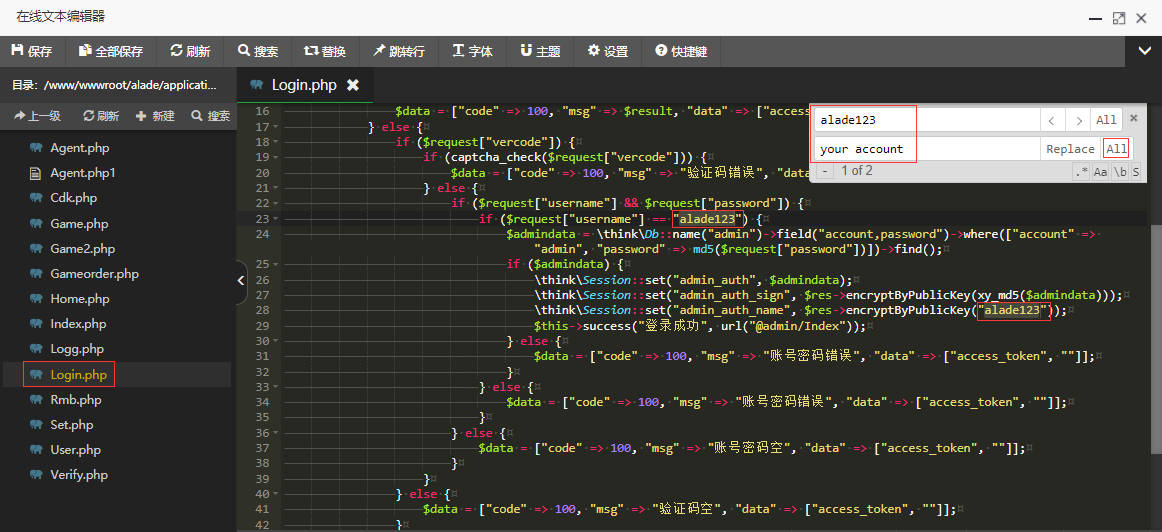 在线文本编辑器
保存 全部保存 刷新 搜索 替换 跳转行 字体 主题 设置 快捷键
目录: /www/wwwroot/alade/applicati...
Login.php
上一级 刷新 新建 搜索
Agent.php
Agent.php1
Cdk.php
Game.php
Game2.php
Gameorder.php
Home.php
Index.php
Logg.php
Login.php
Rmb.php
Set.php
User.php
Verify.php
alade123 All
your account Replace All
- 1 of 2 .* Aa \b S
16 $data = ["code" => 100, "msg" => $result, "data" => ["access_
17 } else {
18 if ($request["vercode"]) {
19 if (captcha_check($request["vercode"])) {
20 $data = ["code" => 100, "msg" => "验证码错误", "dat
21 } else {
22 if ($request["username"] && $request["password"]) {
23 if ($request["username"] == "alade123") {
24 $admindata = \think\Db::name("admin")->field("account,password")->where(["account" =>
"admin", "password" => md5($request["password"])])->find();
25 if ($admindata) {
26 \think\Session::set("admin_auth", $admindata);
27 \think\Session::set("admin_auth_sign", $res->encryptByPublicKey(xy_md5($admindata)));
28 \think\Session::set("admin_auth_name", $res->encryptByPublicKey("alade123"));
29 $this->success("登录成功", url("@admin/Index"));
30 } else {
31 $data = ["code" => 100, "msg" => "账号密码错误", "data" => ["access_token", ""]];
32 }
33 } else {
34 $data = ["code" => 100, "msg" => "账号密码错误", "data" => ["access_token", ""]];
35 }
36 } else {
37 $data = ["code" => 100, "msg" => "账号密码空", "data" => ["access_token", ""]];
38 }
39 }
40 } else {
41 $data = ["code" => 100, "msg" => "验证码空", "data" => ["access_token", ""]];
42 }